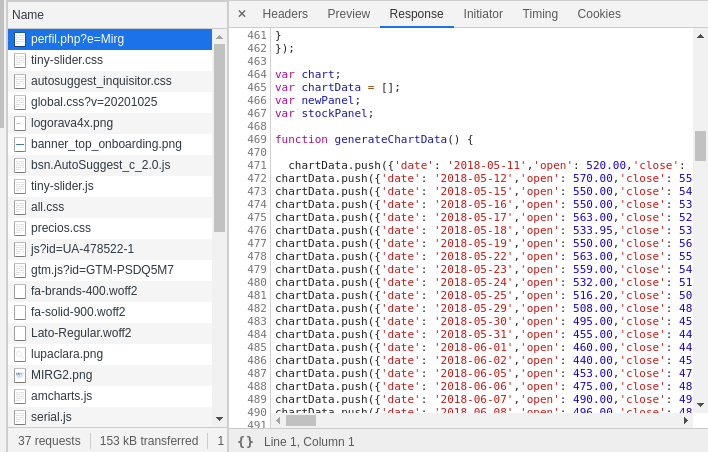 Name
perfil.php?e=Mirg
tiny-slider.css
autosuggest_inquisitor.css
global.css?v=20201025
logorava4x.png
banner_top_onboarding.png
bsn.AutoSuggest_c_2.0.js
tiny-slider.js
all.css
precios.css
js?id=UA-478522-1
gtm.js?id=GTM-PSDQ5M7
fa-brands-400.woff2
fa-solid-900.woff2
Lato-Regular.woff2
lupaclara.png
MIRG2.png
amcharts.js
serial.js
37 requests 153 kB transferred 1
× Headers Preview Response Initiator Timing Cookies
461 }
462 });
463
464 var chart;
465 var chartData = [];
466 var newPanel;
467 var stockPanel;
468
469 function generateChartData() {
470
471 chartData.push({'date': '2018-05-11','open': 520.00,'close':
472 chartData.push({'date': '2018-05-12','open': 570.00,'close': 55
473 chartData.push({'date': '2018-05-15','open': 550.00,'close': 54
474 chartData.push({'date': '2018-05-16','open': 550.00,'close': 53
475 chartData.push({'date': '2018-05-17','open': 563.00,'close': 52
476 chartData.push({'date': '2018-05-18','open': 533.95,'close': 53
477 chartData.push({'date': '2018-05-19','open': 550.00,'close': 56
478 chartData.push({'date': '2018-05-22','open': 563.00,'close': 55
479 chartData.push({'date': '2018-05-23','open': 559.00,'close': 54
480 chartData.push({'date': '2018-05-24','open': 532.00,'close': 51
481 chartData.push({'date': '2018-05-25','open': 516.20,'close': 50
482 chartData.push({'date': '2018-05-29','open': 508.00,'close': 48
483 chartData.push({'date': '2018-05-30','open': 495.00,'close': 45
484 chartData.push({'date': '2018-05-31','open': 455.00,'close': 44
485 chartData.push({'date': '2018-06-01','open': 460.00,'close': 44
486 chartData.push({'date': '2018-06-02','open': 440.00,'close': 45
487 chartData.push({'date': '2018-06-05','open': 453.00,'close': 47
488 chartData.push({'date': '2018-06-06','open': 475.00,'close': 48
489 chartData.push({'date': '2018-06-07','open': 490.00,'close': 49
490 chartData.push({'date': '2018-06-08','open': 496.00,'close': 48
491
{} Line 1, Column 1